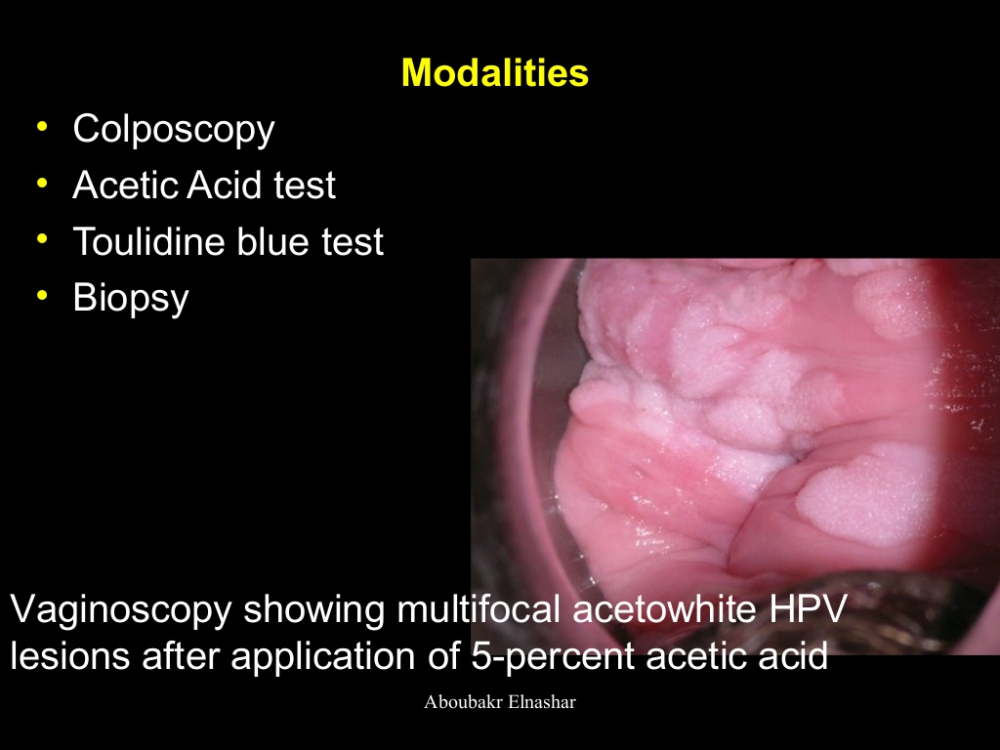 Modalities
• Colposcopy
• Acetic Acid test
• Toulidine blue test
• Biopsy
Vaginoscopy showing multifocal acetowhite HPV
lesions after application of 5-percent acetic acid
Aboubakr Elnashar